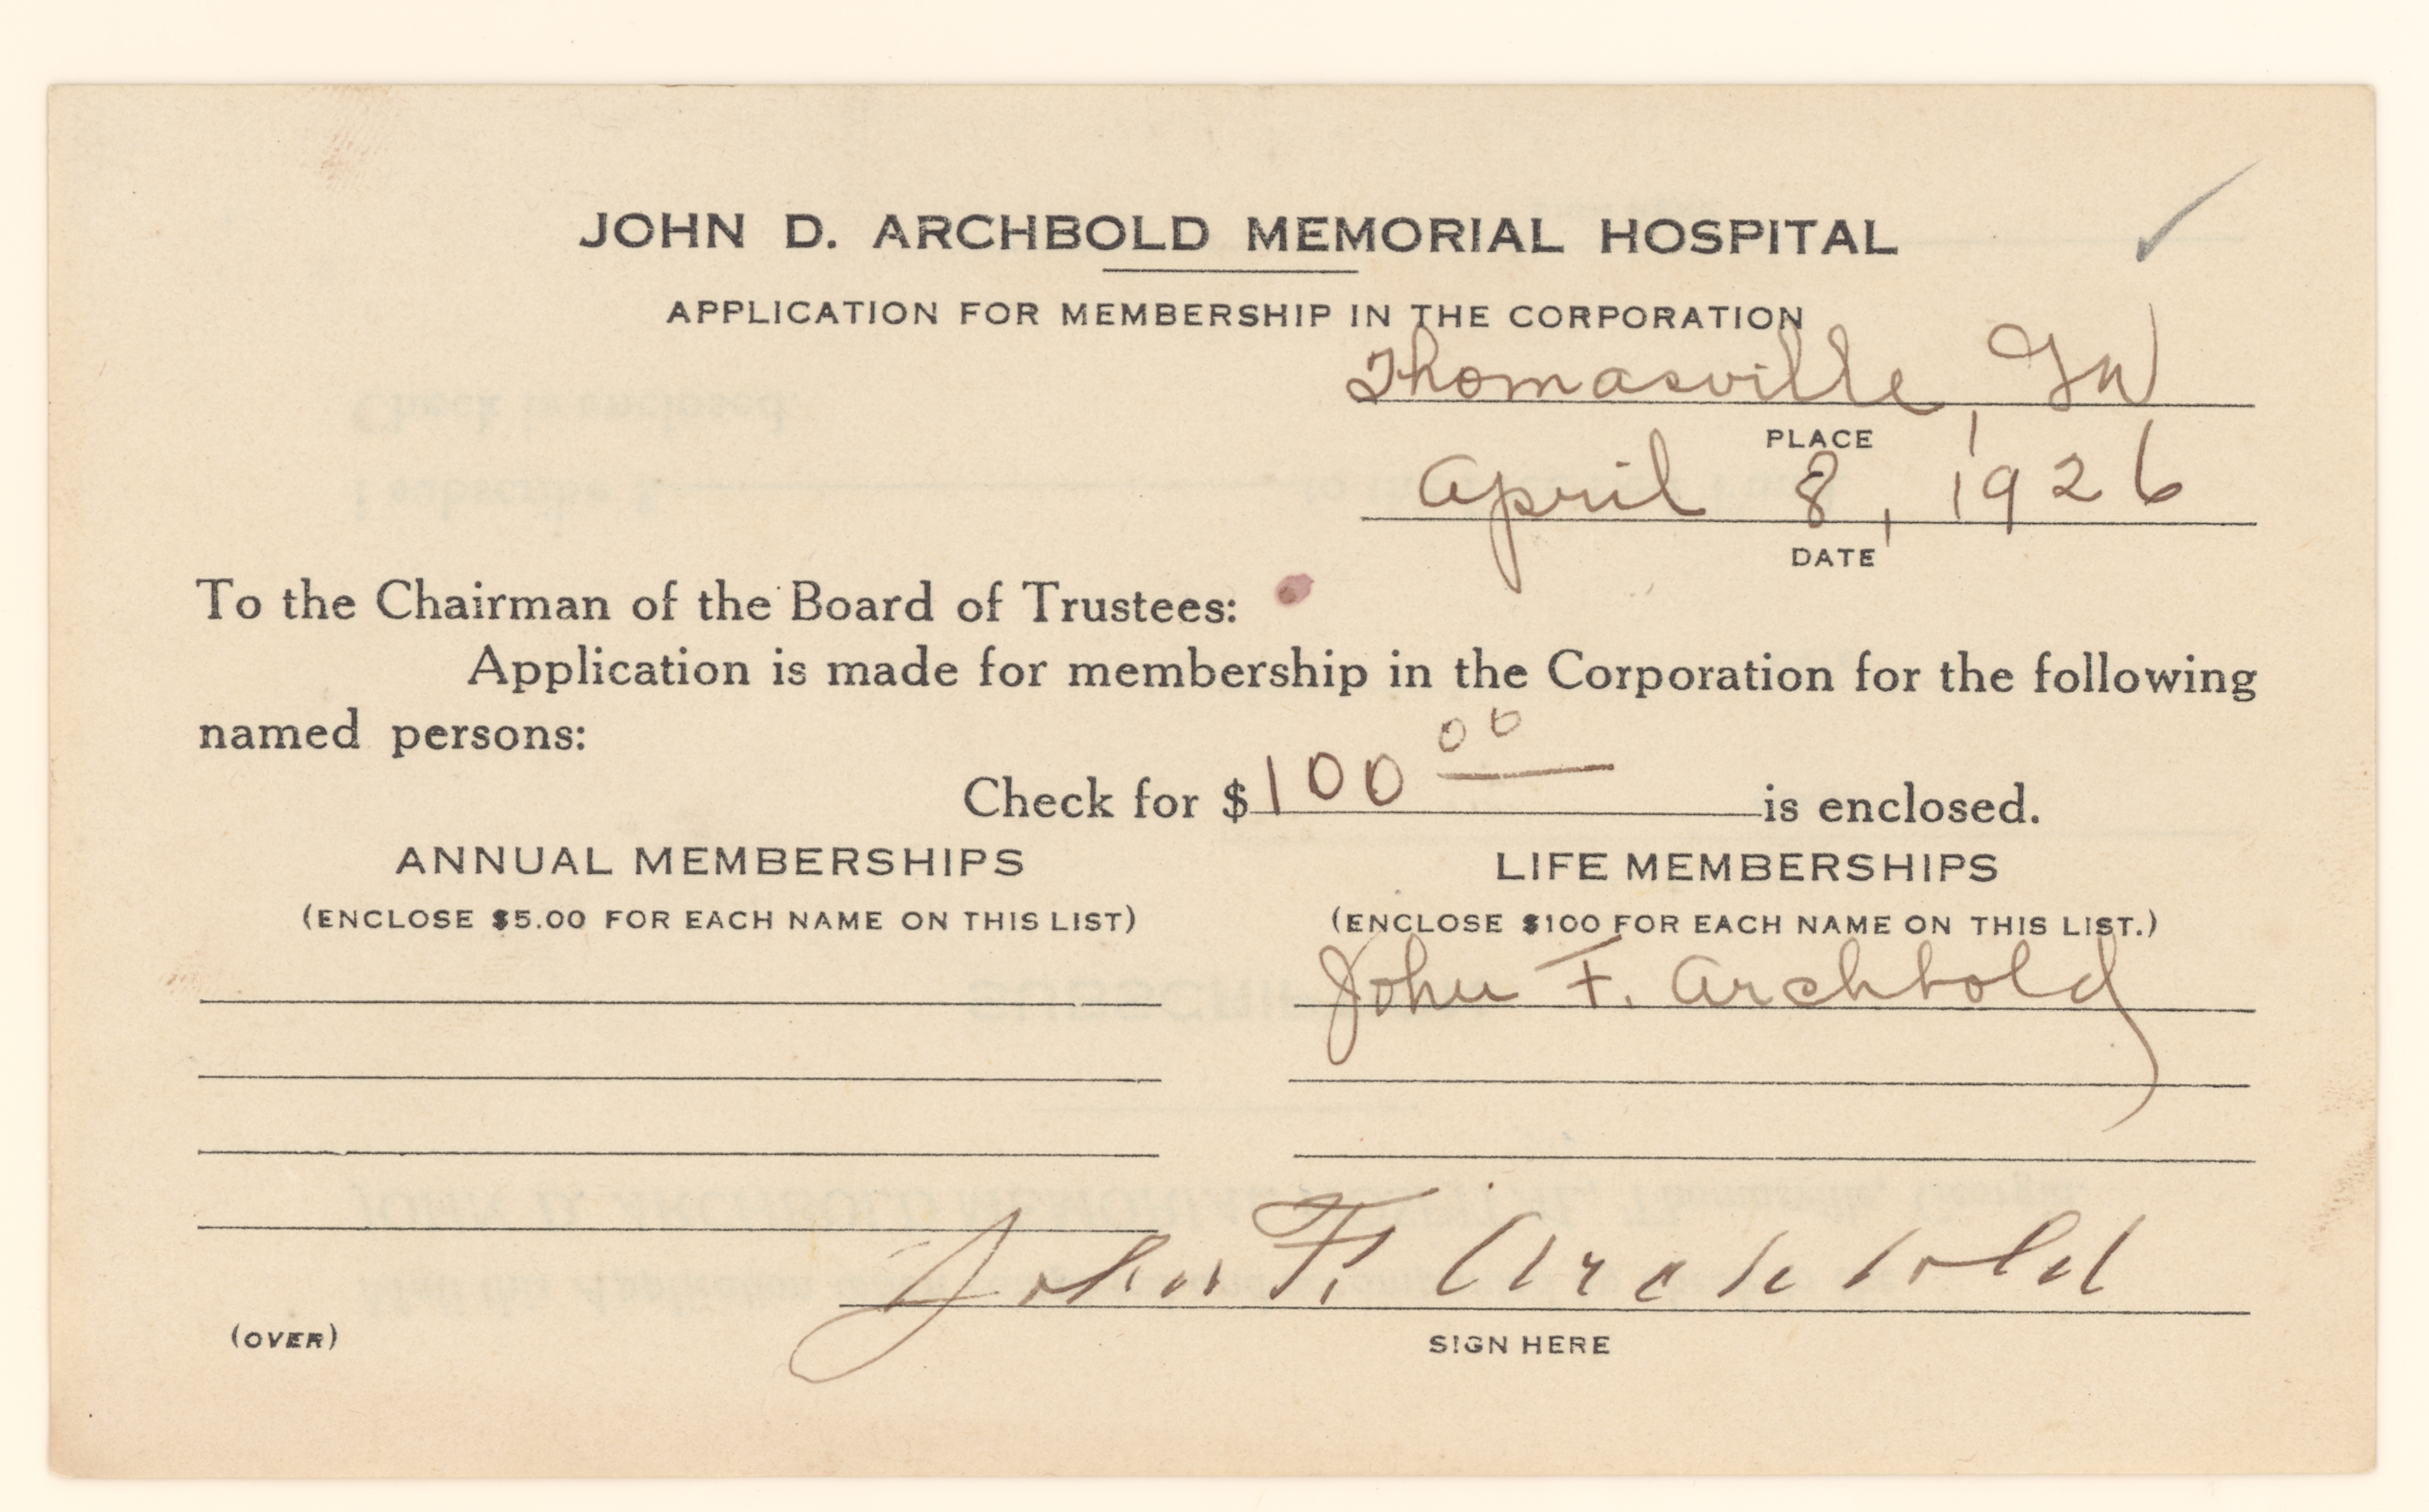 JOHN D. ARCHBOLD MEMORIAL HOSPITAL
APPLICATION FOR MEMBERSHIP IN THE CORPORATION
Thomasville, Ga
PLACE
April 8, 1926
DATE
To the Chairman of the Board of Trustees:
Application is made for membership in the Corporation for the following
named persons:
Check for $100 00 is enclosed.
ANNUAL MEMBERSHIPS
(ENCLOSE $5.00 FOR EACH NAME ON THIS LIST)
LIFE MEMBERSHIPS
(ENCLOSE $100 FOR EACH NAME ON THIS LIST.)
John F. Archbold
John F. Archbold
SIGN HERE
(OVER)